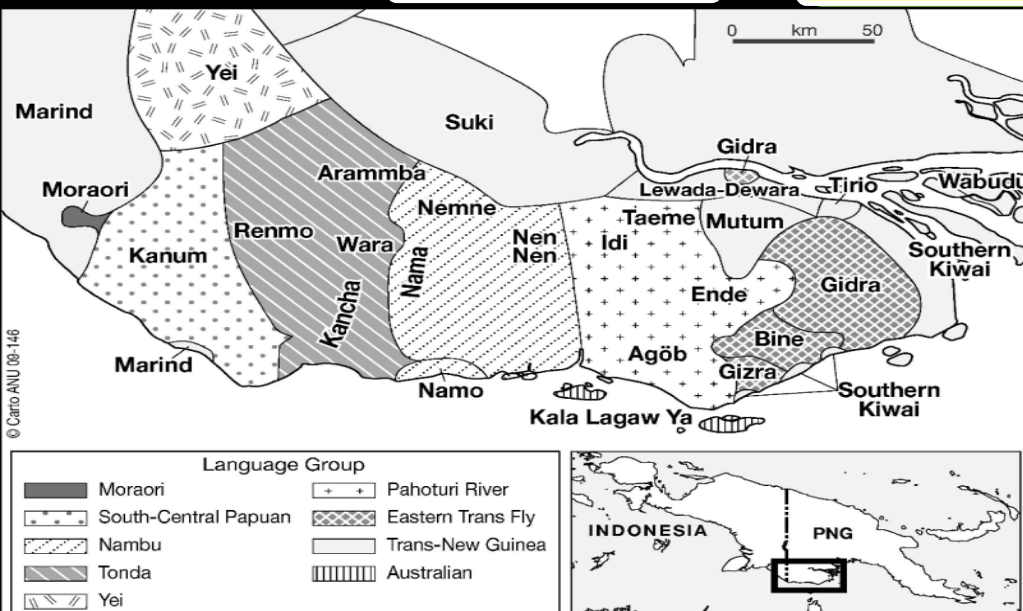 0 km 50
Yei
Marind
Suki
Gidra
Arammba
Moraori
Lewada-Dewara
Tirio
Nemne
Taeme
Mutum
Renmo
Wara
Nen
Nen
Idi
Southern
Kiwai
Kanum
Nama
Kancha
Ende
Gidra
Bine
Marind
Agöb
Gizra
Namo
Southern
Kiwai
Kala Lagaw Ya
© Carto ANU 09-146
Language Group
Moraori
South-Central Papuan
Nambu
Tonda
Yei
Pahoturi River
Eastern Trans Fly
Trans-New Guinea
Australian
INDONESIA
PNG